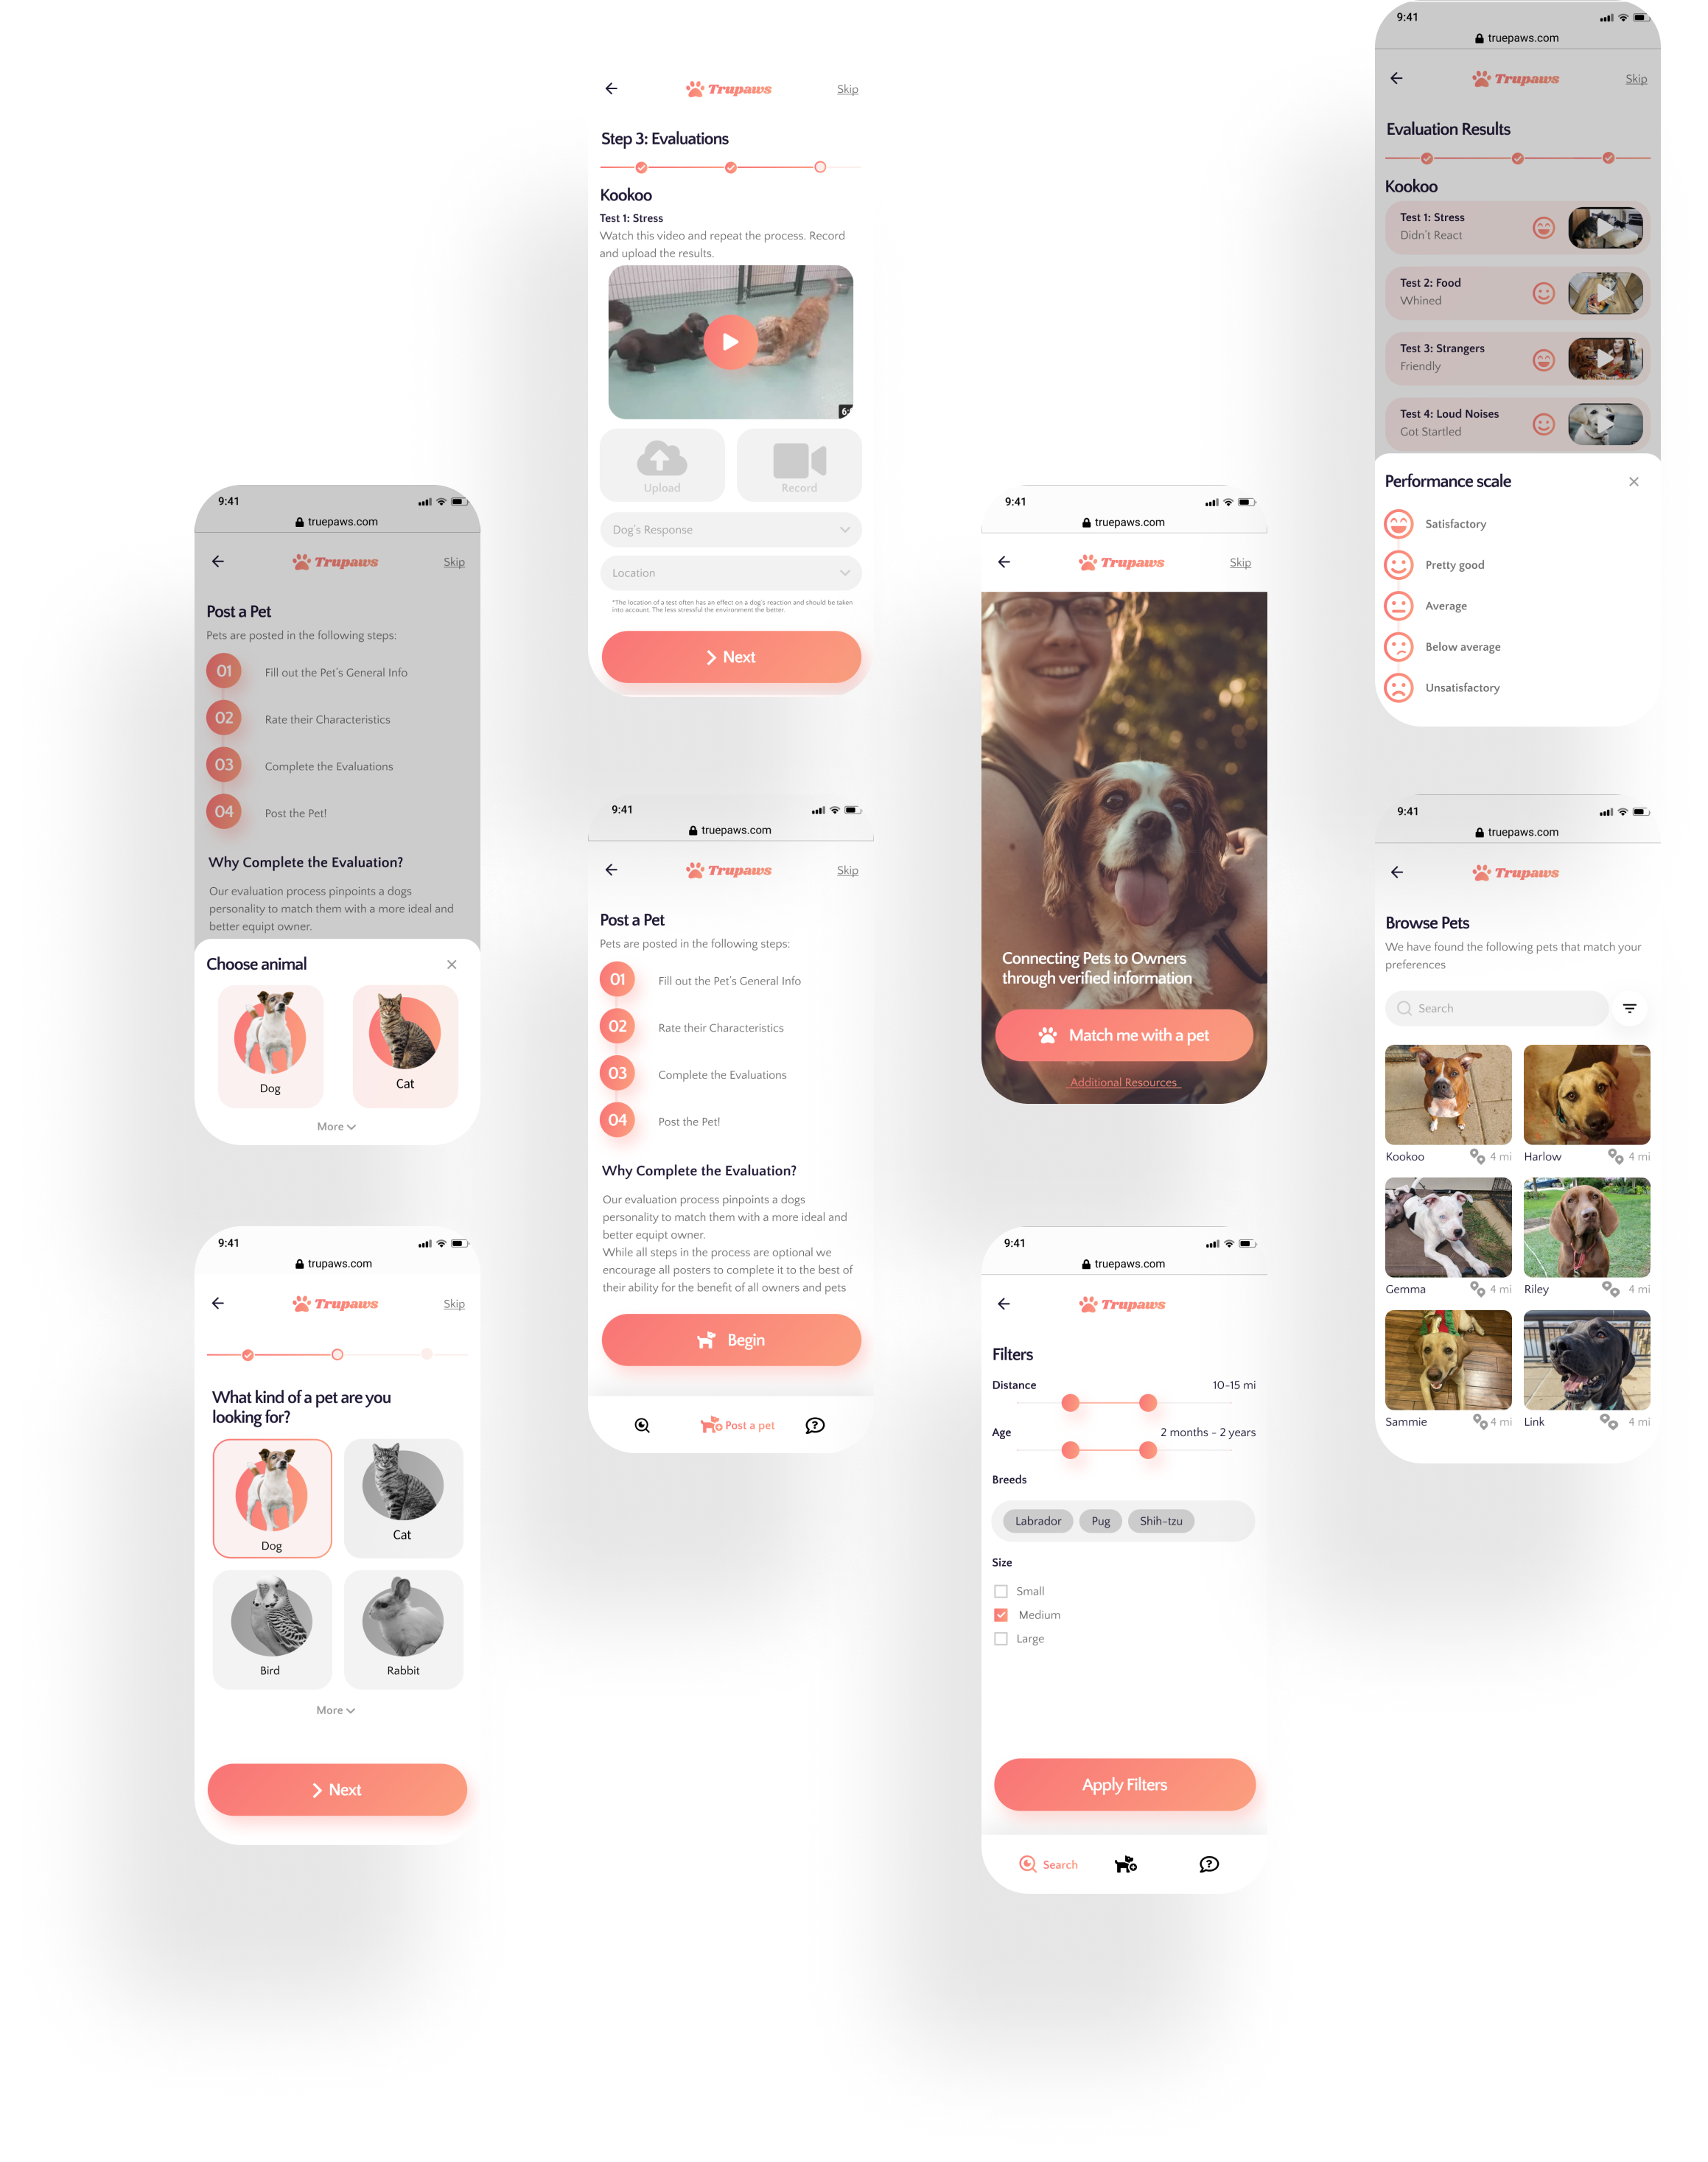 9:41
truepaws.com
Trupaws
Skip
Post a Pet
Pets are posted in the following steps:
01
Fill out the Pet's General Info
02
Rate their Characteristics
03
Complete the Evaluations
04
Post the Pet!
Why Complete the Evaluation?
Our evaluation process pinpoints a dogs
personality to match them with a more ideal and
better equipt owner.
Choose animal
Dog
Cat
More
9:41
trupaws.com
Trupaws
Skip
What kind of a pet are you
looking for?
Dog
Cat
Bird
Rabbit
More
Next
Trupaws
Skip
Step 3: Evaluations
Kookoo
Test 1: Stress
Watch this video and repeat the process. Record
and upload the results.
Upload
Record
Dog's Response
Location
*The location of a test often has an effect on a dog's reaction and should be taken
into account. The less stressful the environment the better.
Next
9:41
truepaws.com
Trupaws
Skip
Post a Pet
Pets are posted in the following steps:
01
Fill out the Pet's General Info
02
Rate their Characteristics
03
Complete the Evaluations
04
Post the Pet!
Why Complete the Evaluation?
Our evaluation process pinpoints a dogs
personality to match them with a more ideal and
better equipt owner.
While all steps in the process are optional we
encourage all posters to complete it to the best of
their ability for the benefit of all owners and pets
Begin
Post a pet
9:41
truepaws.com
Trupaws
Skip
Connecting Pets to Owners
through verified information
Match me with a pet
Additional Resources
9:41
truepaws.com
Trupaws
Filters
Distance
10-15 mi
Age
2 months - 2 years
Breeds
Labrador
Pug
Shih-tzu
Size
Small
Medium
Large
Apply Filters
Search
9:41
truepaws.com
Trupaws
Skip
Evaluation Results
Kookoo
Test 1: Stress
Didn't React
Test 2: Food
Whined
Test 3: Strangers
Friendly
Test 4: Loud Noises
Got Startled
Performance scale
Satisfactory
Pretty good
Average
Below average
Unsatisfactory
9:41
truepaws.com
Trupaws
Browse Pets
We have found the following pets that match your
preferences
Search
Kookoo
4 mi
Harlow
4 mi
Gemma
4 mi
Riley
4 mi
Sammie
4 mi
Link
4 mi